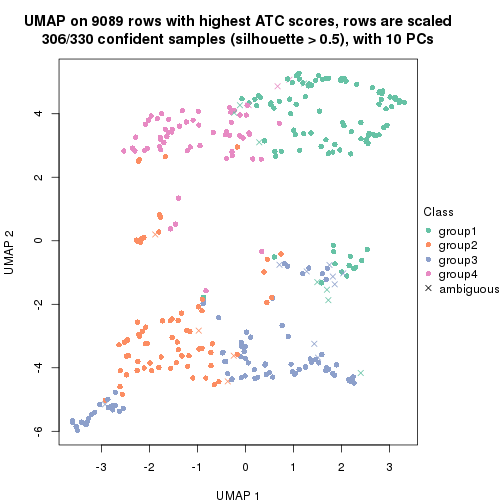 UMAP on 9089 rows with highest ATC scores, rows are scaled
306/330 confident samples (silhouette > 0.5), with 10 PCs
4
2
0
-2
-4
-6
UMAP 2
-3
-2
-1
0
1
2
3
UMAP 1
Class
group1
group2
group3
group4
ambiguous